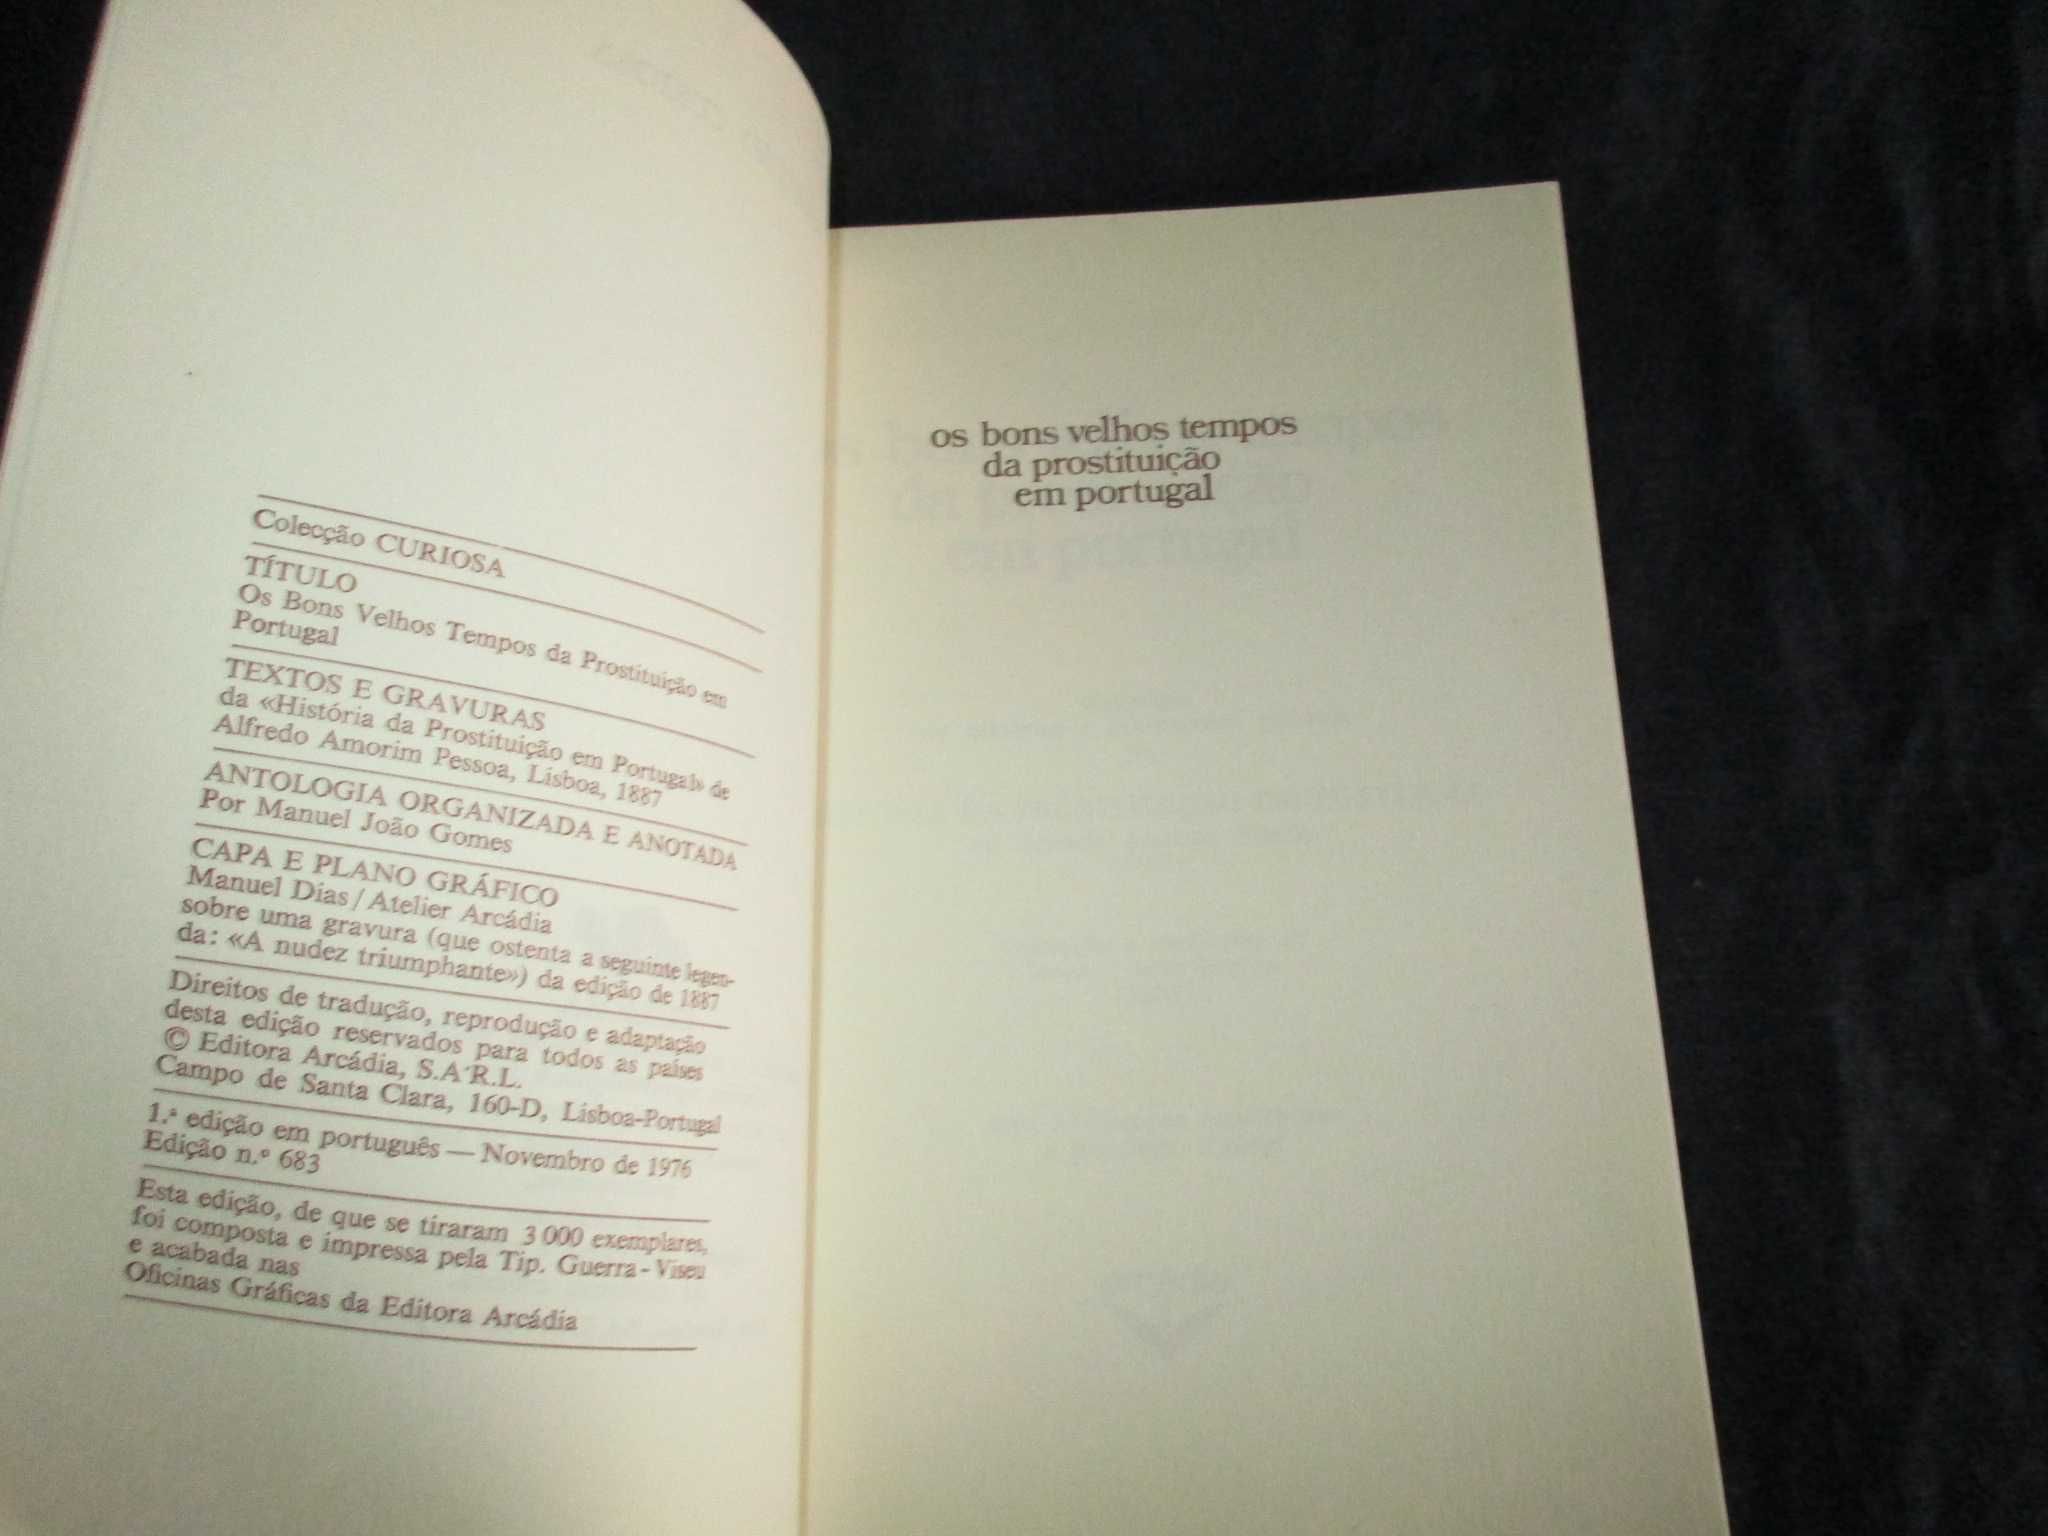 Colecção CURIOSA
TÍTULO
Os Bons Velhos Tempos da Prostituição em
Portugal
TEXTOS E GRAVURAS
da «História da Prostituição em Portugal» de
Alfredo Amorim Pessoa, Lisboa, 1887
ANTOLOGIA ORGANIZADA E ANOTADA
Por Manuel João Gomes
CAPA E PLANO GRÁFICO
Manuel Dias / Atelier Arcádia
sobre uma gravura (que ostenta a seguinte legen-
da: «A nudez triumphante») da edição de 1887
Direitos de tradução, reprodução e adaptação
desta edição reservados para todos as países
© Editora Arcádia, S.A.R.L.
Campo de Santa Clara, 160-D, Lisboa-Portugal
1.ª edição em português — Novembro de 1976
Edição n.º 683
Esta edição, de que se tiraram 3 000 exemplares,
foi composta e impressa pela Tip. Guerra - Viseu
e acabada nas
Oficinas Gráficas da Editora Arcádia
os bons velhos tempos
da prostituição
em portugal